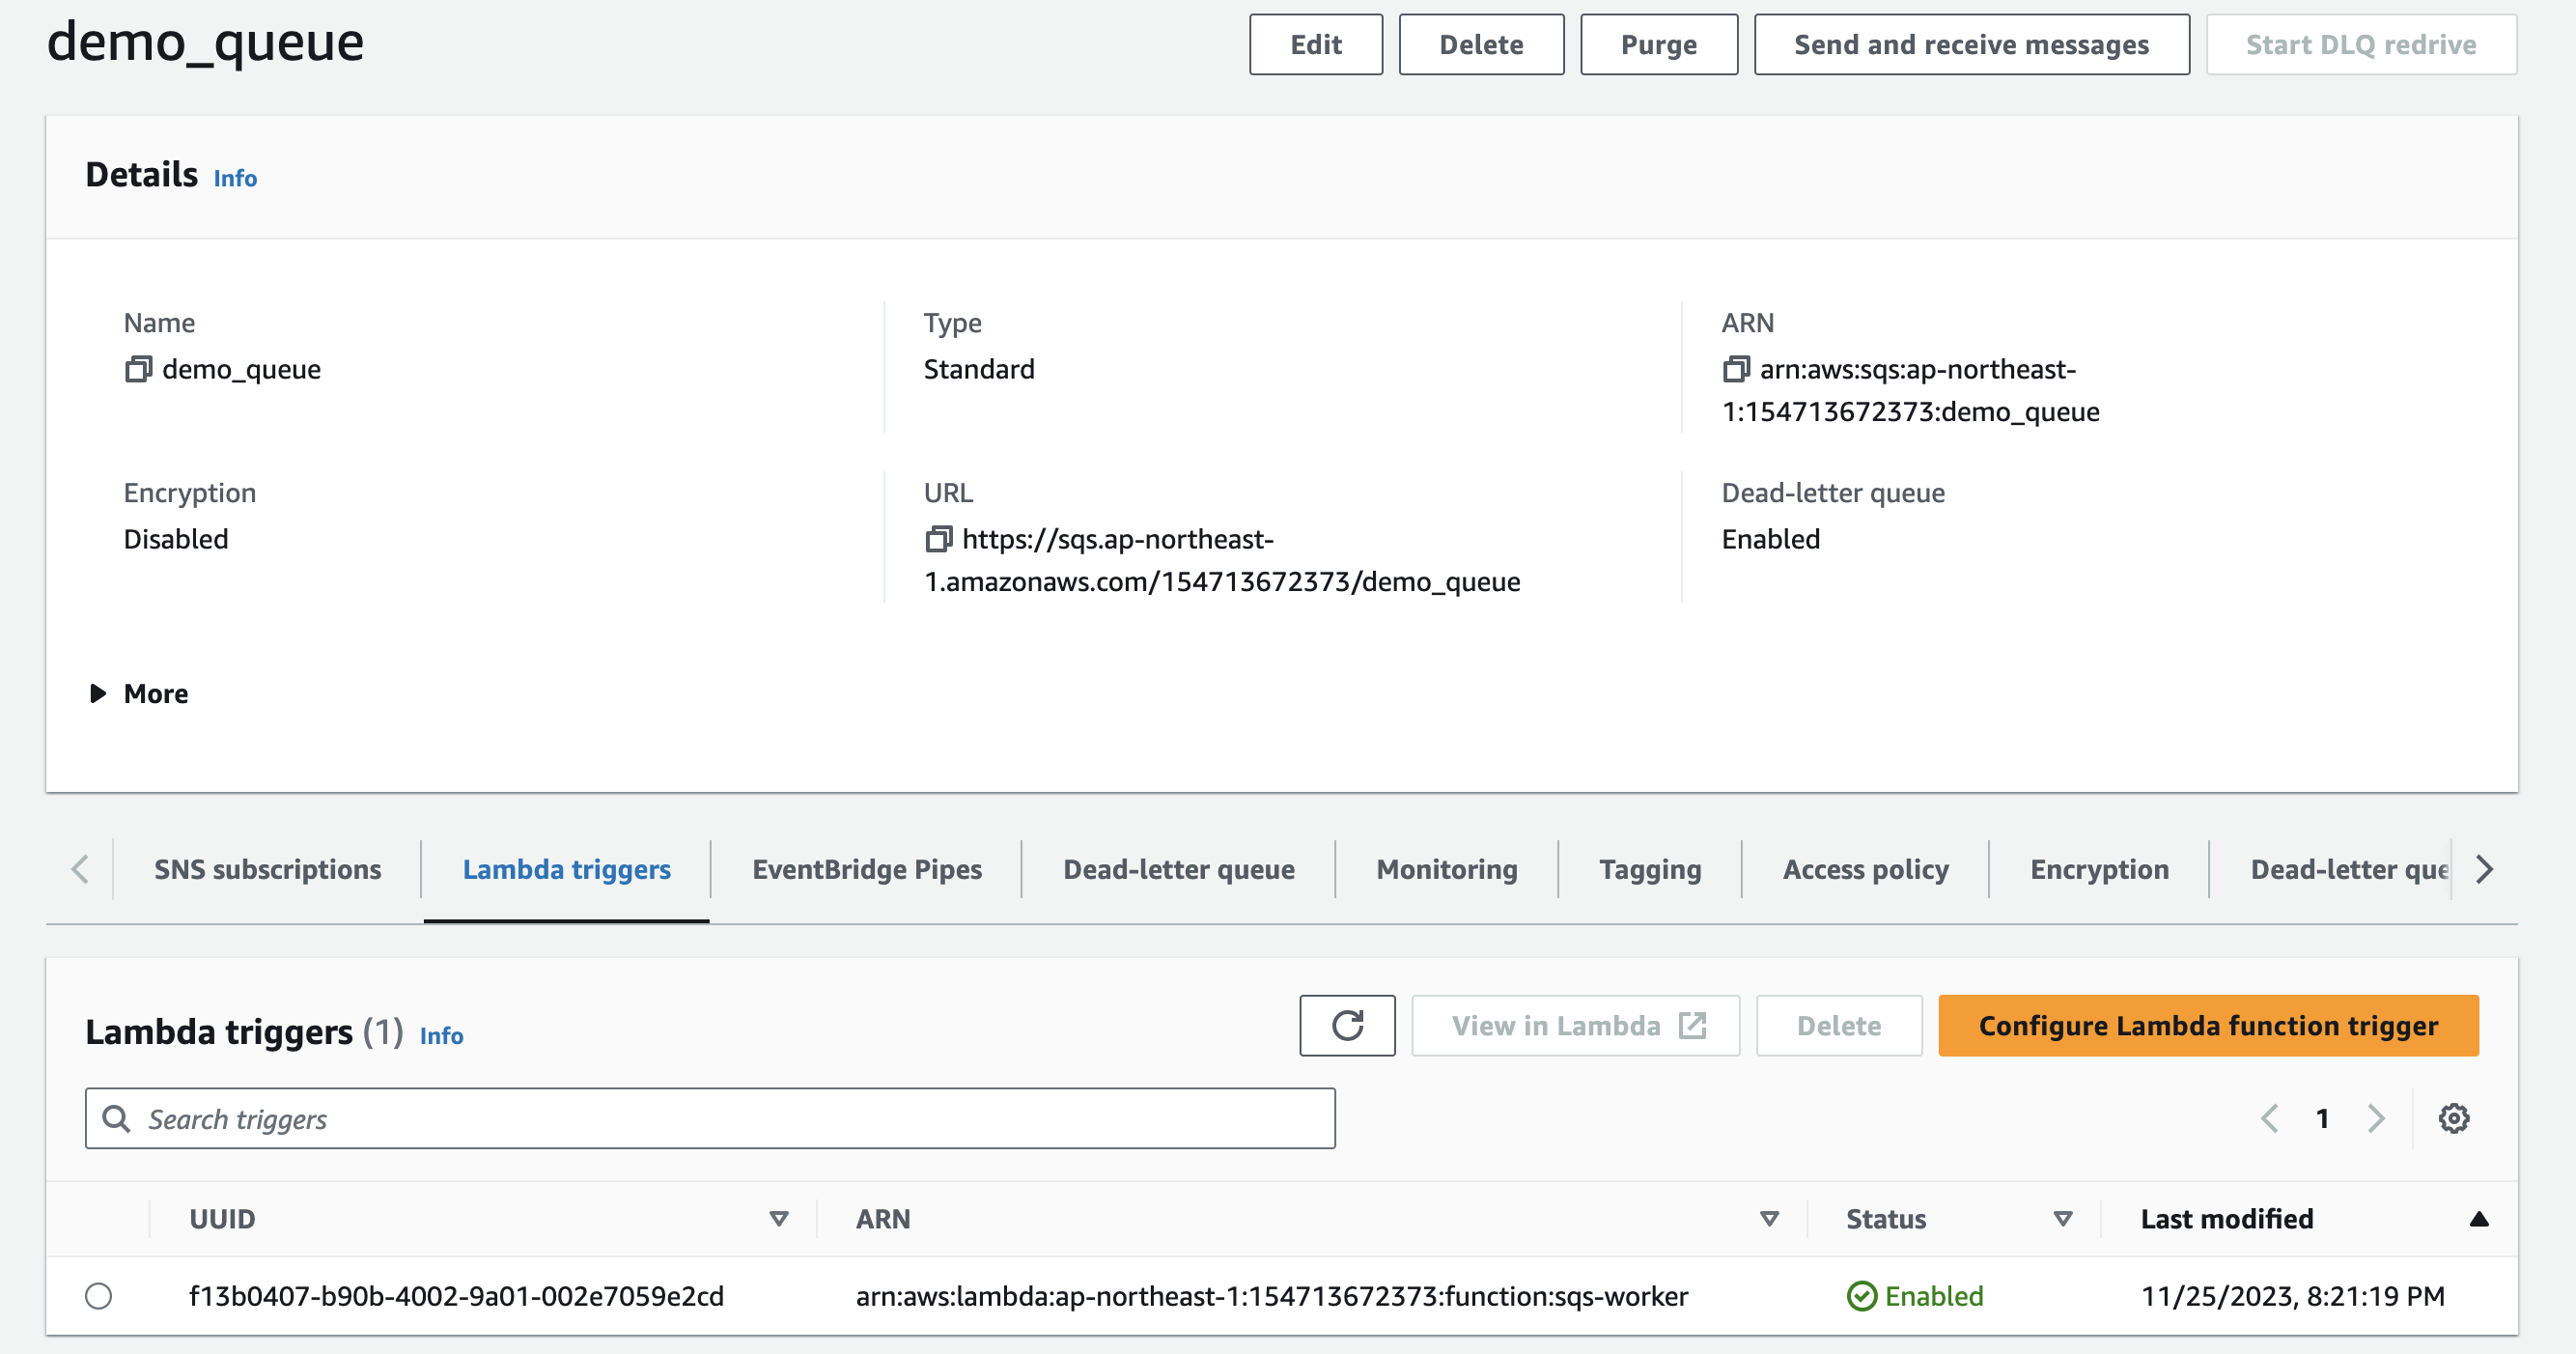 demo_queue
Edit
Delete
Purge
Send and receive messages
Start DLQ redrive
Details Info
Name
demo_queue
Type
Standard
ARN
arn:aws:sqs:ap-northeast-
1:154713672373:demo_queue
Encryption
Disabled
URL
https://sqs.ap-northeast-
1.amazonaws.com/154713672373/demo_queue
Dead-letter queue
Enabled
More
SNS subscriptions
Lambda triggers
EventBridge Pipes
Dead-letter queue
Monitoring
Tagging
Access policy
Encryption
Dead-letter que
Lambda triggers (1) Info
View in Lambda
Delete
Configure Lambda function trigger
Search triggers
1
UUID
ARN
Status
Last modified
f13b0407-b90b-4002-9a01-002e7059e2cd
arn:aws:lambda:ap-northeast-1:154713672373:function:sqs-worker
Enabled
11/25/2023, 8:21:19 PM